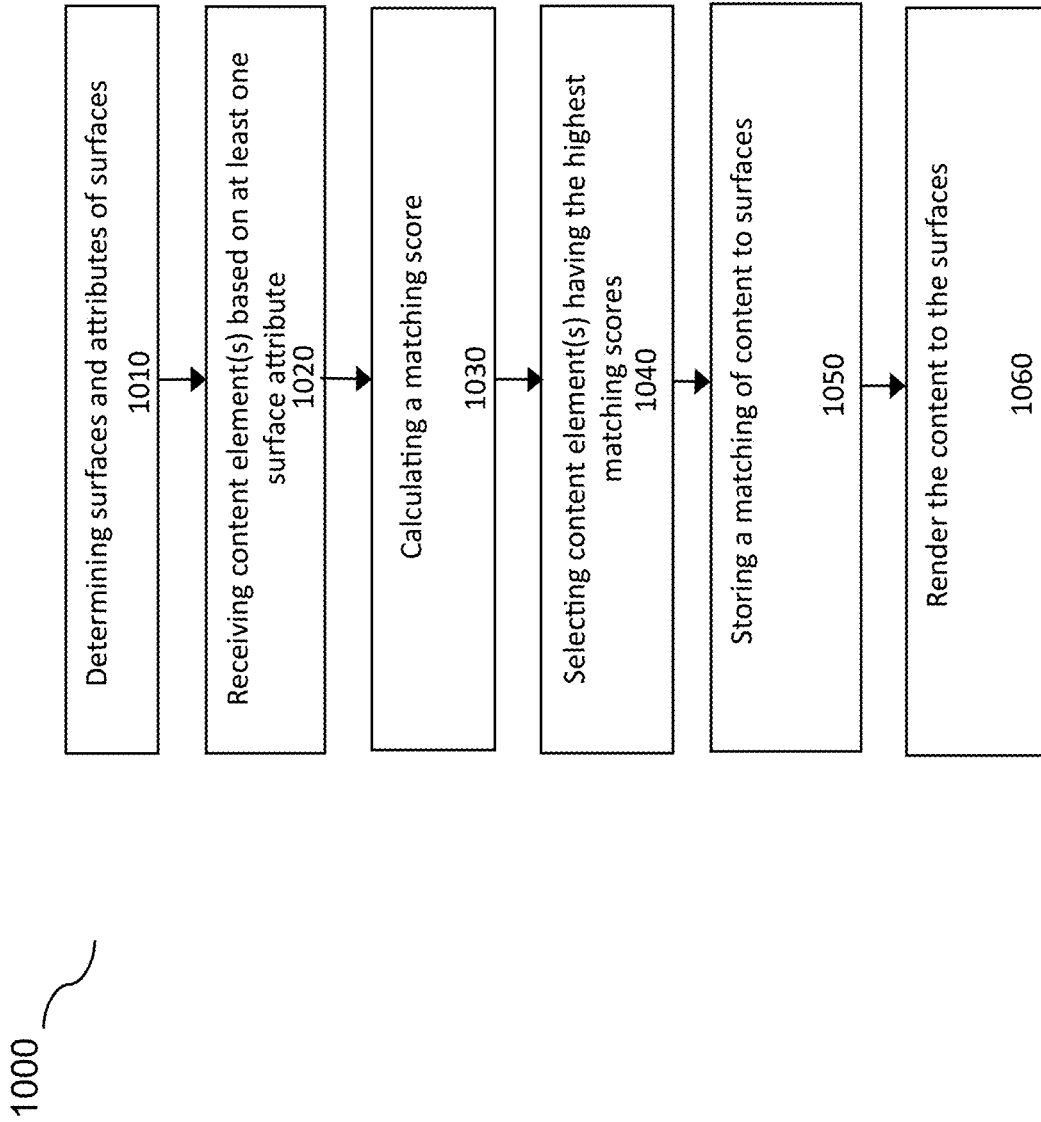 1000
Determining surfaces and attributes of surfaces
1010
Receiving content element(s) based on at least one
surface attribute
1020
Calculating a matching score
1030
Selecting content element(s) having the highest
matching scores
1040
Storing a matching of content to surfaces
1050
Render the content to the surfaces
1060